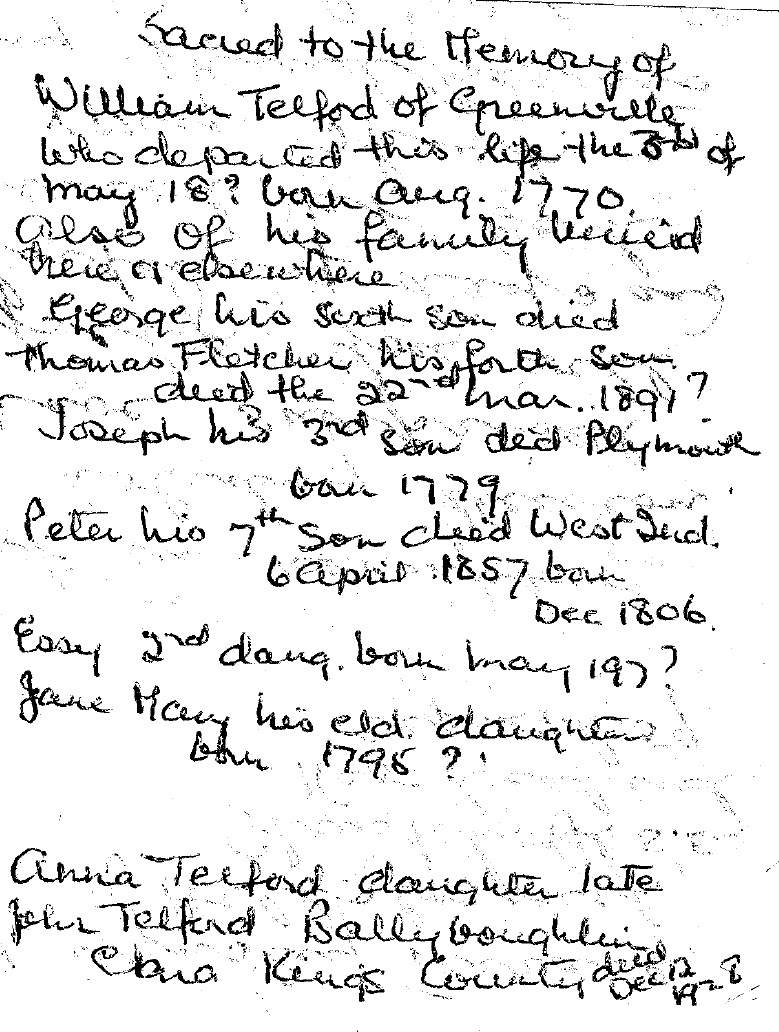 Sacred to the Memory of
William Telford of Greenville
who departed this life the 3rd of
May 18? born Aug. 1770.
Also of his family buried
here or elsewhere
George his sixth son died
Thomas Fletcher his forth son
died the 22nd Mar. 1891?
Joseph his 3rd son died Plymouth
born 1779
Peter his 7th Son died West Ind.
6 April 1857 born
Dec 1806.
Essy 2nd daug. born May 197?
Jane Mary his eld. daughter
born 1795 ?
Anna Telford daughter late
John Telford Ballyboughlin
Clara Kings County died
Dec 12